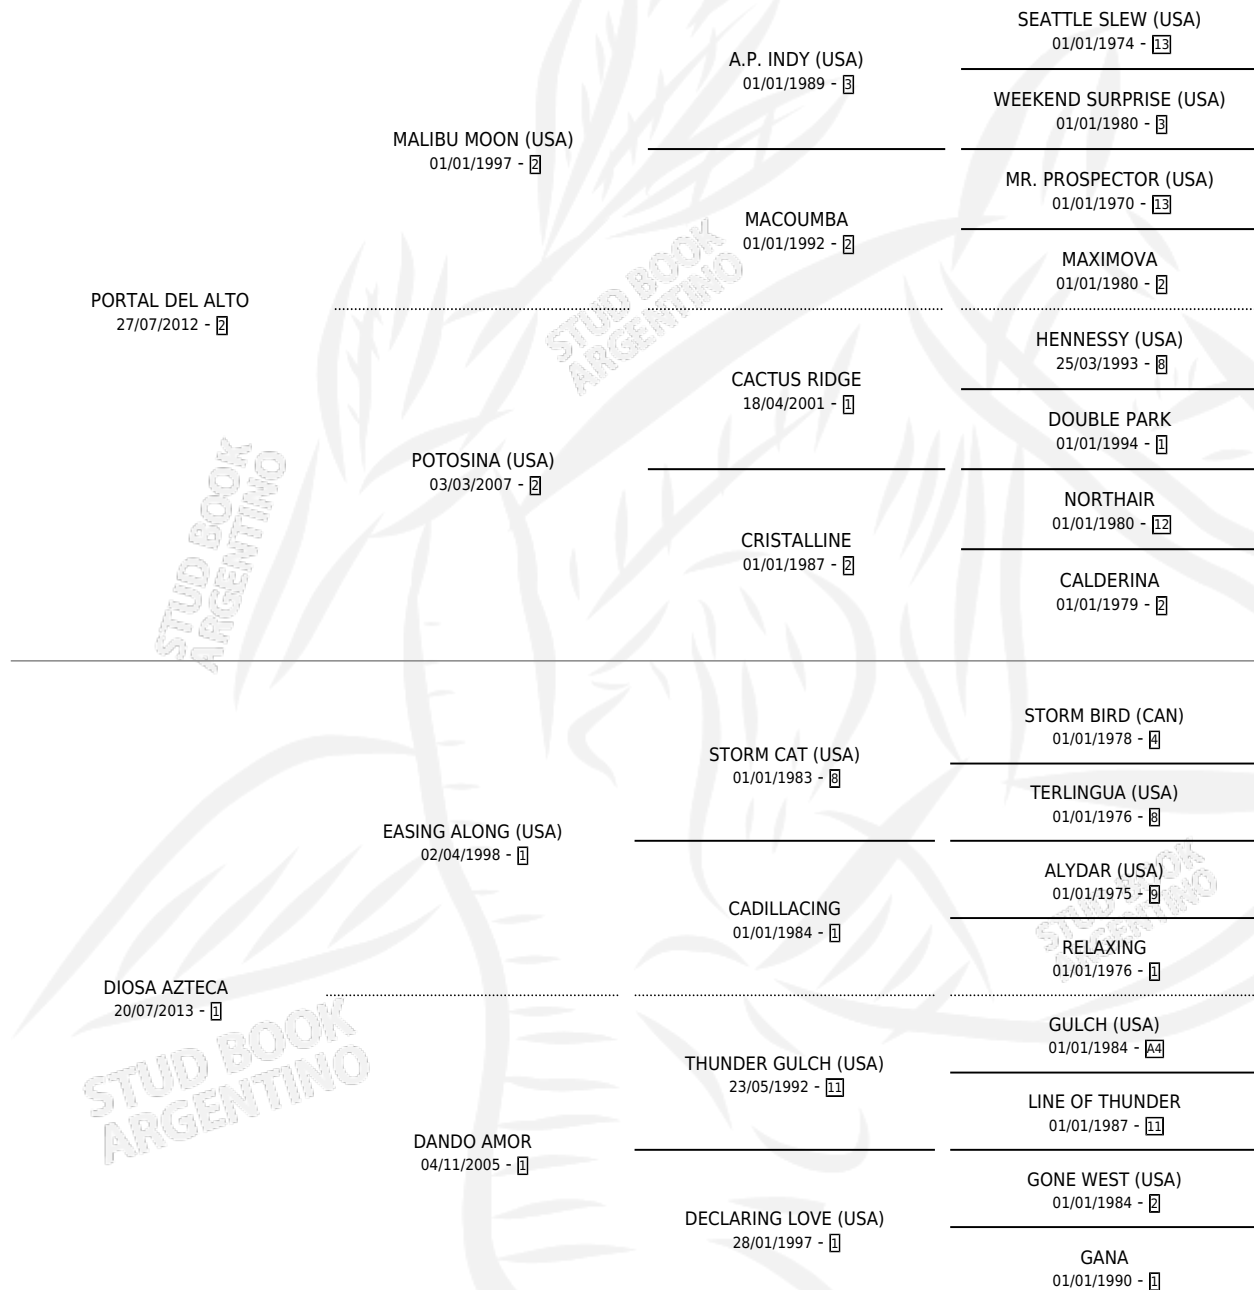 SEATTLE SLEW (USA)
01/01/1974 - 13
A.P. INDY (USA)
01/01/1989 - 3
WEEKEND SURPRISE (USA)
01/01/1980 - 3
MALIBU MOON (USA)
01/01/1997 - 2
MR. PROSPECTOR (USA)
01/01/1970 - 13
MACOUMBA
01/01/1992 - 2
MAXIMOVA
01/01/1980 - 2
PORTAL DEL ALTO
27/07/2012 - 2
HENNESSY (USA)
25/03/1993 - 8
CACTUS RIDGE
18/04/2001 - 1
DOUBLE PARK
01/01/1994 - 1
POTOSINA (USA)
03/03/2007 - 2
NORTHAIR
01/01/1980 - 12
CRISTALLINE
01/01/1987 - 2
CALDERINA
01/01/1979 - 2
STUD BOOK
ARGENTINO
STUD BOOK
ARGENTINO
STORM BIRD (CAN)
01/01/1978 - 4
STORM CAT (USA)
01/01/1983 - 8
TERLINGUA (USA)
01/01/1976 - 8
EASING ALONG (USA)
02/04/1998 - 1
ALYDAR (USA)
01/01/1975 - 9
CADILLACING
01/01/1984 - 1
RELAXING
01/01/1976 - 1
DIOSA AZTECA
20/07/2013 - 1
GULCH (USA)
01/01/1984 - A4
THUNDER GULCH (USA)
23/05/1992 - 11
LINE OF THUNDER
01/01/1987 - 11
DANDO AMOR
04/11/2005 - 1
GONE WEST (USA)
01/01/1984 - 2
DECLARING LOVE (USA)
28/01/1997 - 1
GANA
01/01/1990 - 1
STUD BOOK
ARGENTINO
STUD BOOK
ARGENTINO